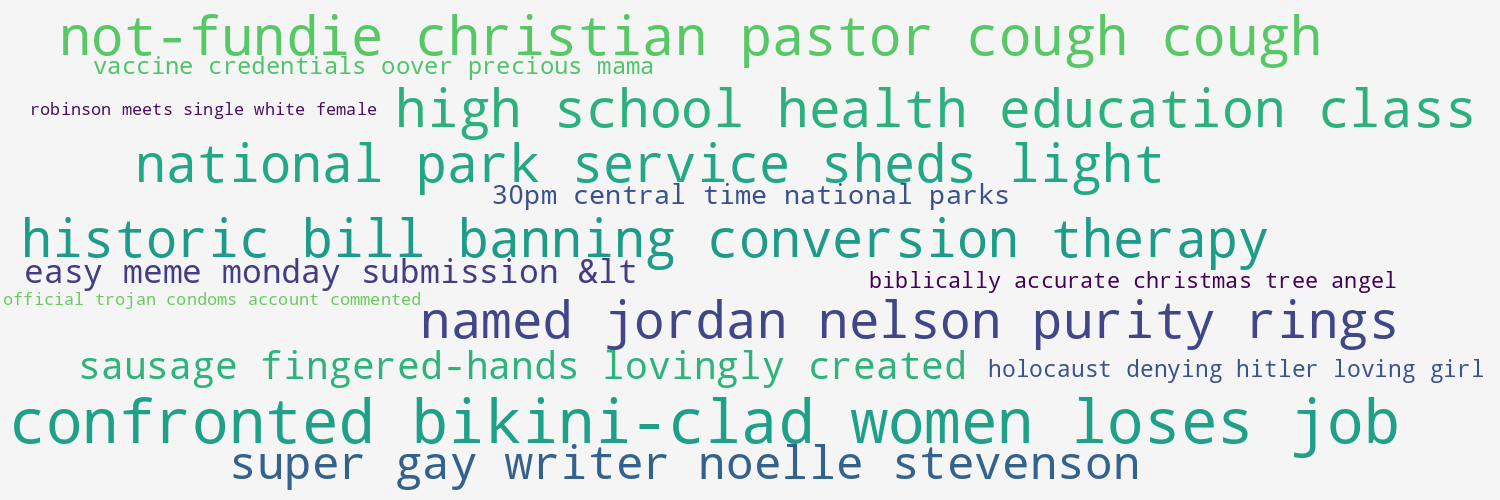 not-fundie christian pastor cough cough
vaccine credentials oover precious mama
robinson meets single white female
high school health education class
national park service sheds light
30pm central time national parks
historic bill banning conversion therapy
easy meme monday submission &lt
biblically accurate christmas tree angel
official trojan condoms account commented
named jordan nelson purity rings
sausage fingered-hands lovingly created
holocaust denying hitler loving girl
confronted bikini-clad women loses job
super gay writer noelle stevenson